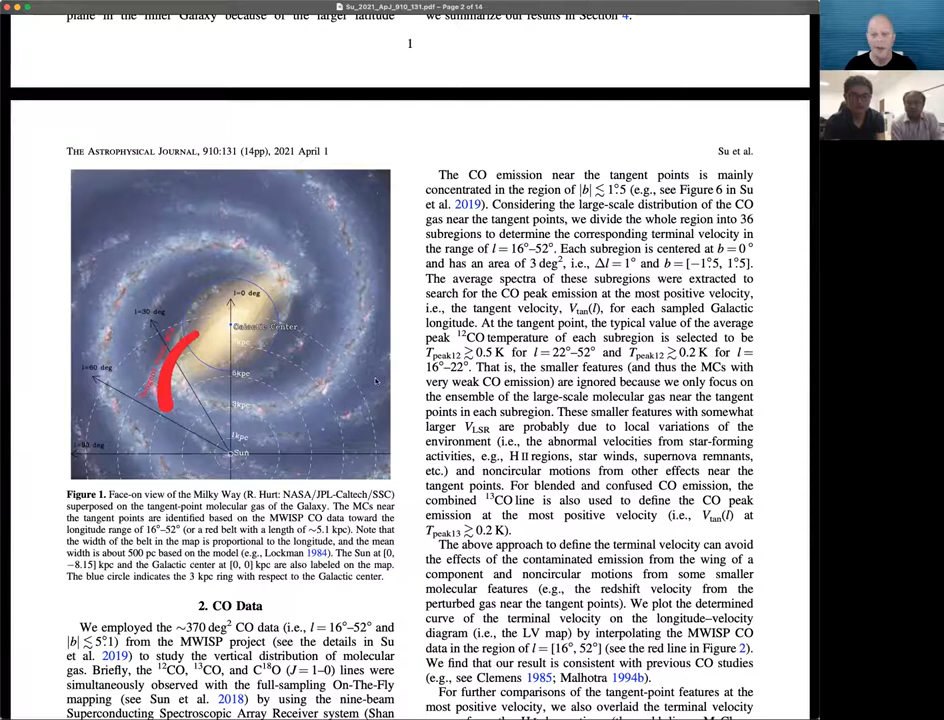 Su_2021_ApJ_910_131.pdf – Page 2 of 14
plane in the inner Galaxy because of the larger latitude
we summarize our results in Section 4.
1
THE ASTROPHYSICAL JOURNAL, 910:131 (14pp), 2021 April 1
Su et al.
l=0 deg
l=30 deg
Galactic Center
l=60 deg
6kpc
1kpc
Sun
Figure 1. Face-on view of the Milky Way (R. Hurt: NASA/JPL-Caltech/SSC)
superposed on the tangent-point molecular gas of the Galaxy. The MCs near
the tangent points are identified based on the MWISP CO data toward the
longitude range of 16°–52° (or a red belt with a length of ~5.1 kpc). Note that
the width of the belt in the map is proportional to the longitude, and the mean
width is about 500 pc based on the model (e.g., Lockman 1984). The Sun at [0,
−8.15] kpc and the Galactic center at [0, 0] kpc are also labeled on the map.
The blue circle indicates the 3 kpc ring with respect to the Galactic center.
2. CO Data
We employed the ~370 deg² CO data (i.e., l = 16°–52° and
|b| ≲ 5°.1) from the MWISP project (see the details in Su
et al. 2019) to study the vertical distribution of molecular
gas. Briefly, the ¹²CO, ¹³CO, and C¹⁸O (J = 1–0) lines were
simultaneously observed with the full-sampling On-The-Fly
mapping (see Sun et al. 2018) by using the nine-beam
Superconducting Spectroscopic Array Receiver system (Shan
The CO emission near the tangent points is mainly
concentrated in the region of |b| ≲ 1°.5 (e.g., see Figure 6 in Su
et al. 2019). Considering the large-scale distribution of the CO
gas near the tangent points, we divide the whole region into 36
subregions to determine the corresponding terminal velocity in
the range of l = 16°–52°. Each subregion is centered at b = 0°
and has an area of 3 deg², i.e., Δl = 1° and b = [−1°.5, 1°.5].
The average spectra of these subregions were extracted to
search for the CO peak emission at the most positive velocity,
i.e., the tangent velocity, Vtan(l), for each sampled Galactic
longitude. At the tangent point, the typical value of the average
peak ¹²CO temperature of each subregion is selected to be
Tpeak12 ≳ 0.5 K for l = 22°–52° and Tpeak12 ≳ 0.2 K for l =
16°–22°. That is, the smaller features (and thus the MCs with
very weak CO emission) are ignored because we only focus on
the ensemble of the large-scale molecular gas near the tangent
points in each subregion. These smaller features with somewhat
larger VLSR are probably due to local variations of the
environment (i.e., the abnormal velocities from star-forming
activities, e.g., H II regions, star winds, supernova remnants,
etc.) and noncircular motions from other effects near the
tangent points. For blended and confused CO emission, the
combined ¹³CO line is also used to define the CO peak
emission at the most positive velocity (i.e., Vtan(l) at
Tpeak13 ≳ 0.2 K).
The above approach to define the terminal velocity can avoid
the effects of the contaminated emission from the wing of a
component and noncircular motions from some smaller
molecular features (e.g., the redshift velocity from the
perturbed gas near the tangent points). We plot the determined
curve of the terminal velocity on the longitude–velocity
diagram (i.e., the LV map) by interpolating the MWISP CO
data in the region of l = [16°, 52°] (see the red line in Figure 2).
We find that our result is consistent with previous CO studies
(e.g., see Clemens 1985; Malhotra 1994b).
For further comparisons of the tangent-point features at the
most positive velocity, we also overlaid the terminal velocity